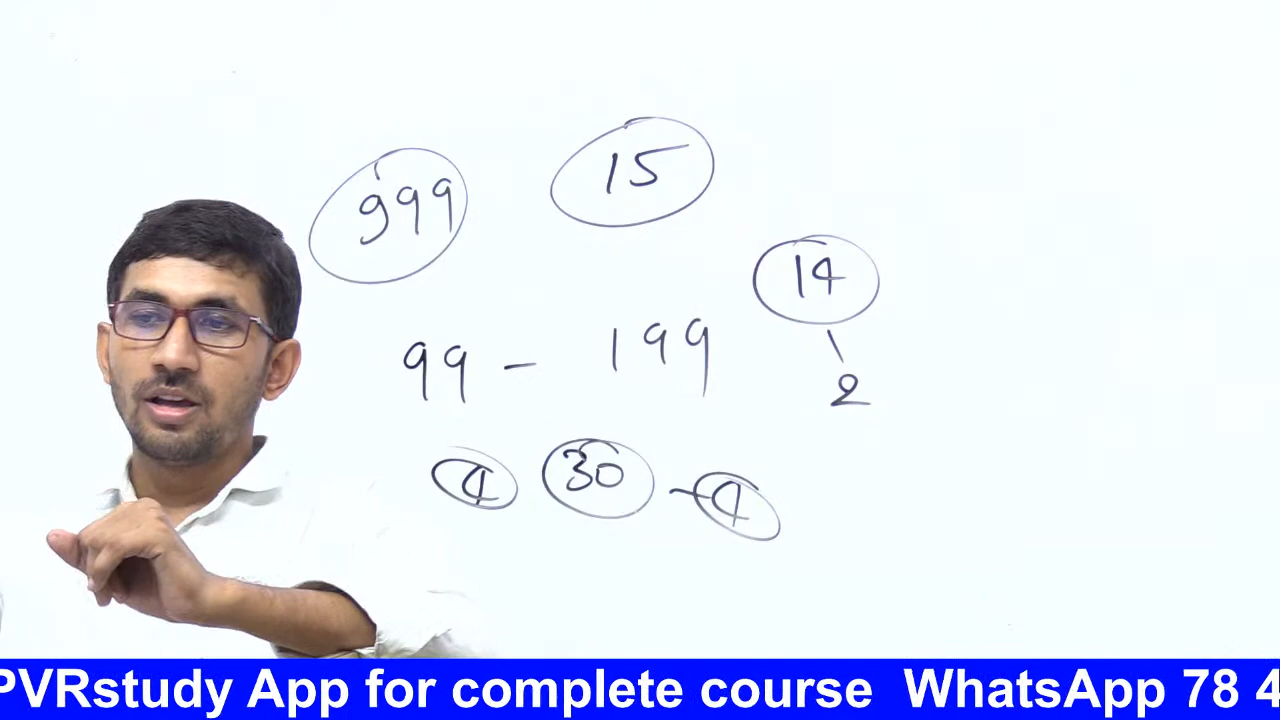 999 15
14
99 - 199
2
4 30 - 4
PVRstudy App for complete course WhatsApp 78 4